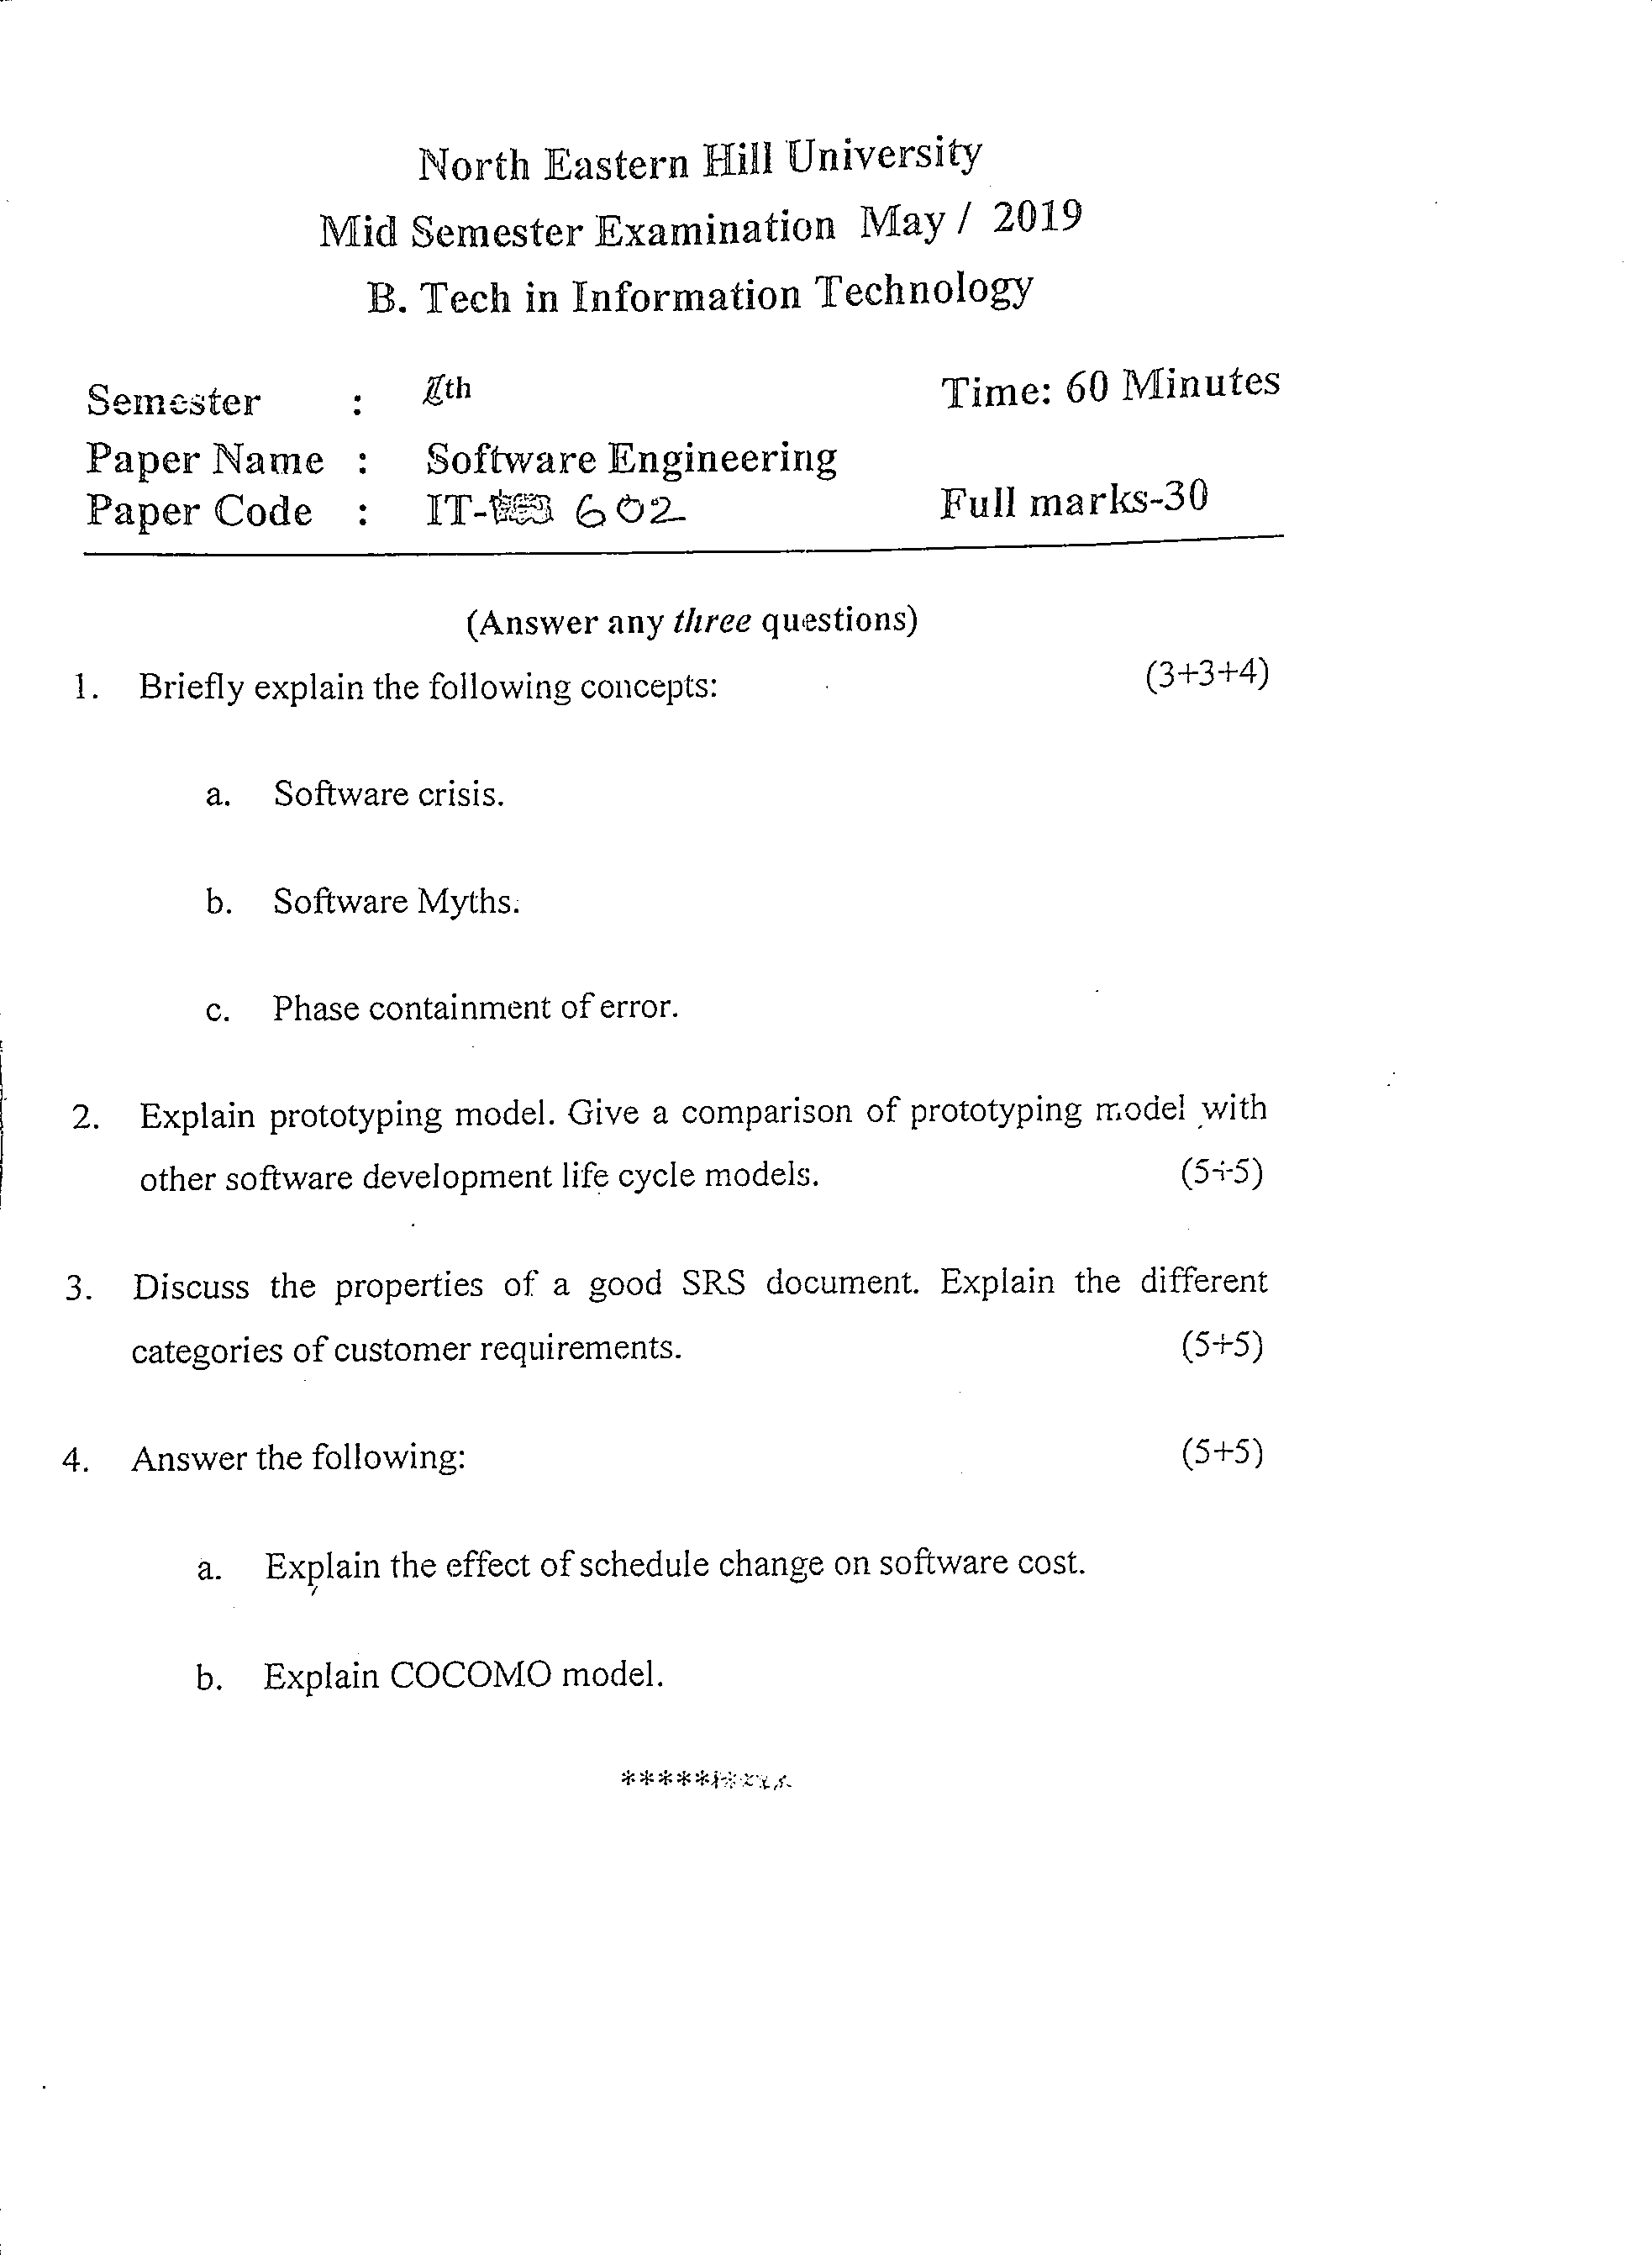 North Eastern Hill University
Mid Semester Examination May / 2019
B. Tech in Information Technology
Semester : th Time: 60 Minutes
Paper Name : Software Engineering
Paper Code : IT- 602 Full marks-30
(Answer any three questions)
1. Briefly explain the following concepts: (3+3+4)
a. Software crisis.
b. Software Myths.
c. Phase containment of error.
2. Explain prototyping model. Give a comparison of prototyping model with
other software development life cycle models. (5+5)
3. Discuss the properties of a good SRS document. Explain the different
categories of customer requirements. (5+5)
4. Answer the following: (5+5)
a. Explain the effect of schedule change on software cost.
b. Explain COCOMO model.
**********